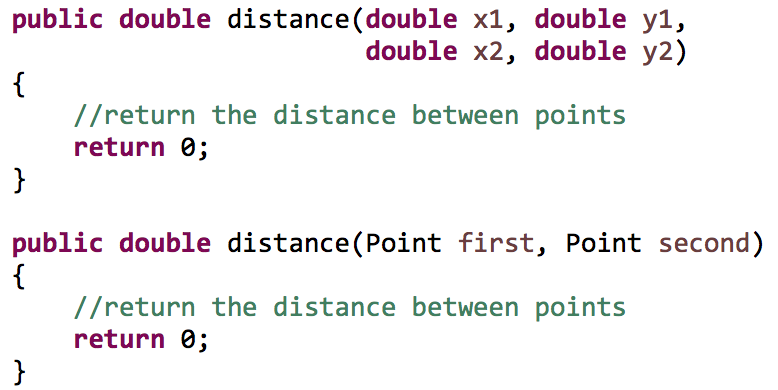 public double distance(double x1, double y1,
                       double x2, double y2)
{
    //return the distance between points
    return 0;
}

public double distance(Point first, Point second)
{
    //return the distance between points
    return 0;
}